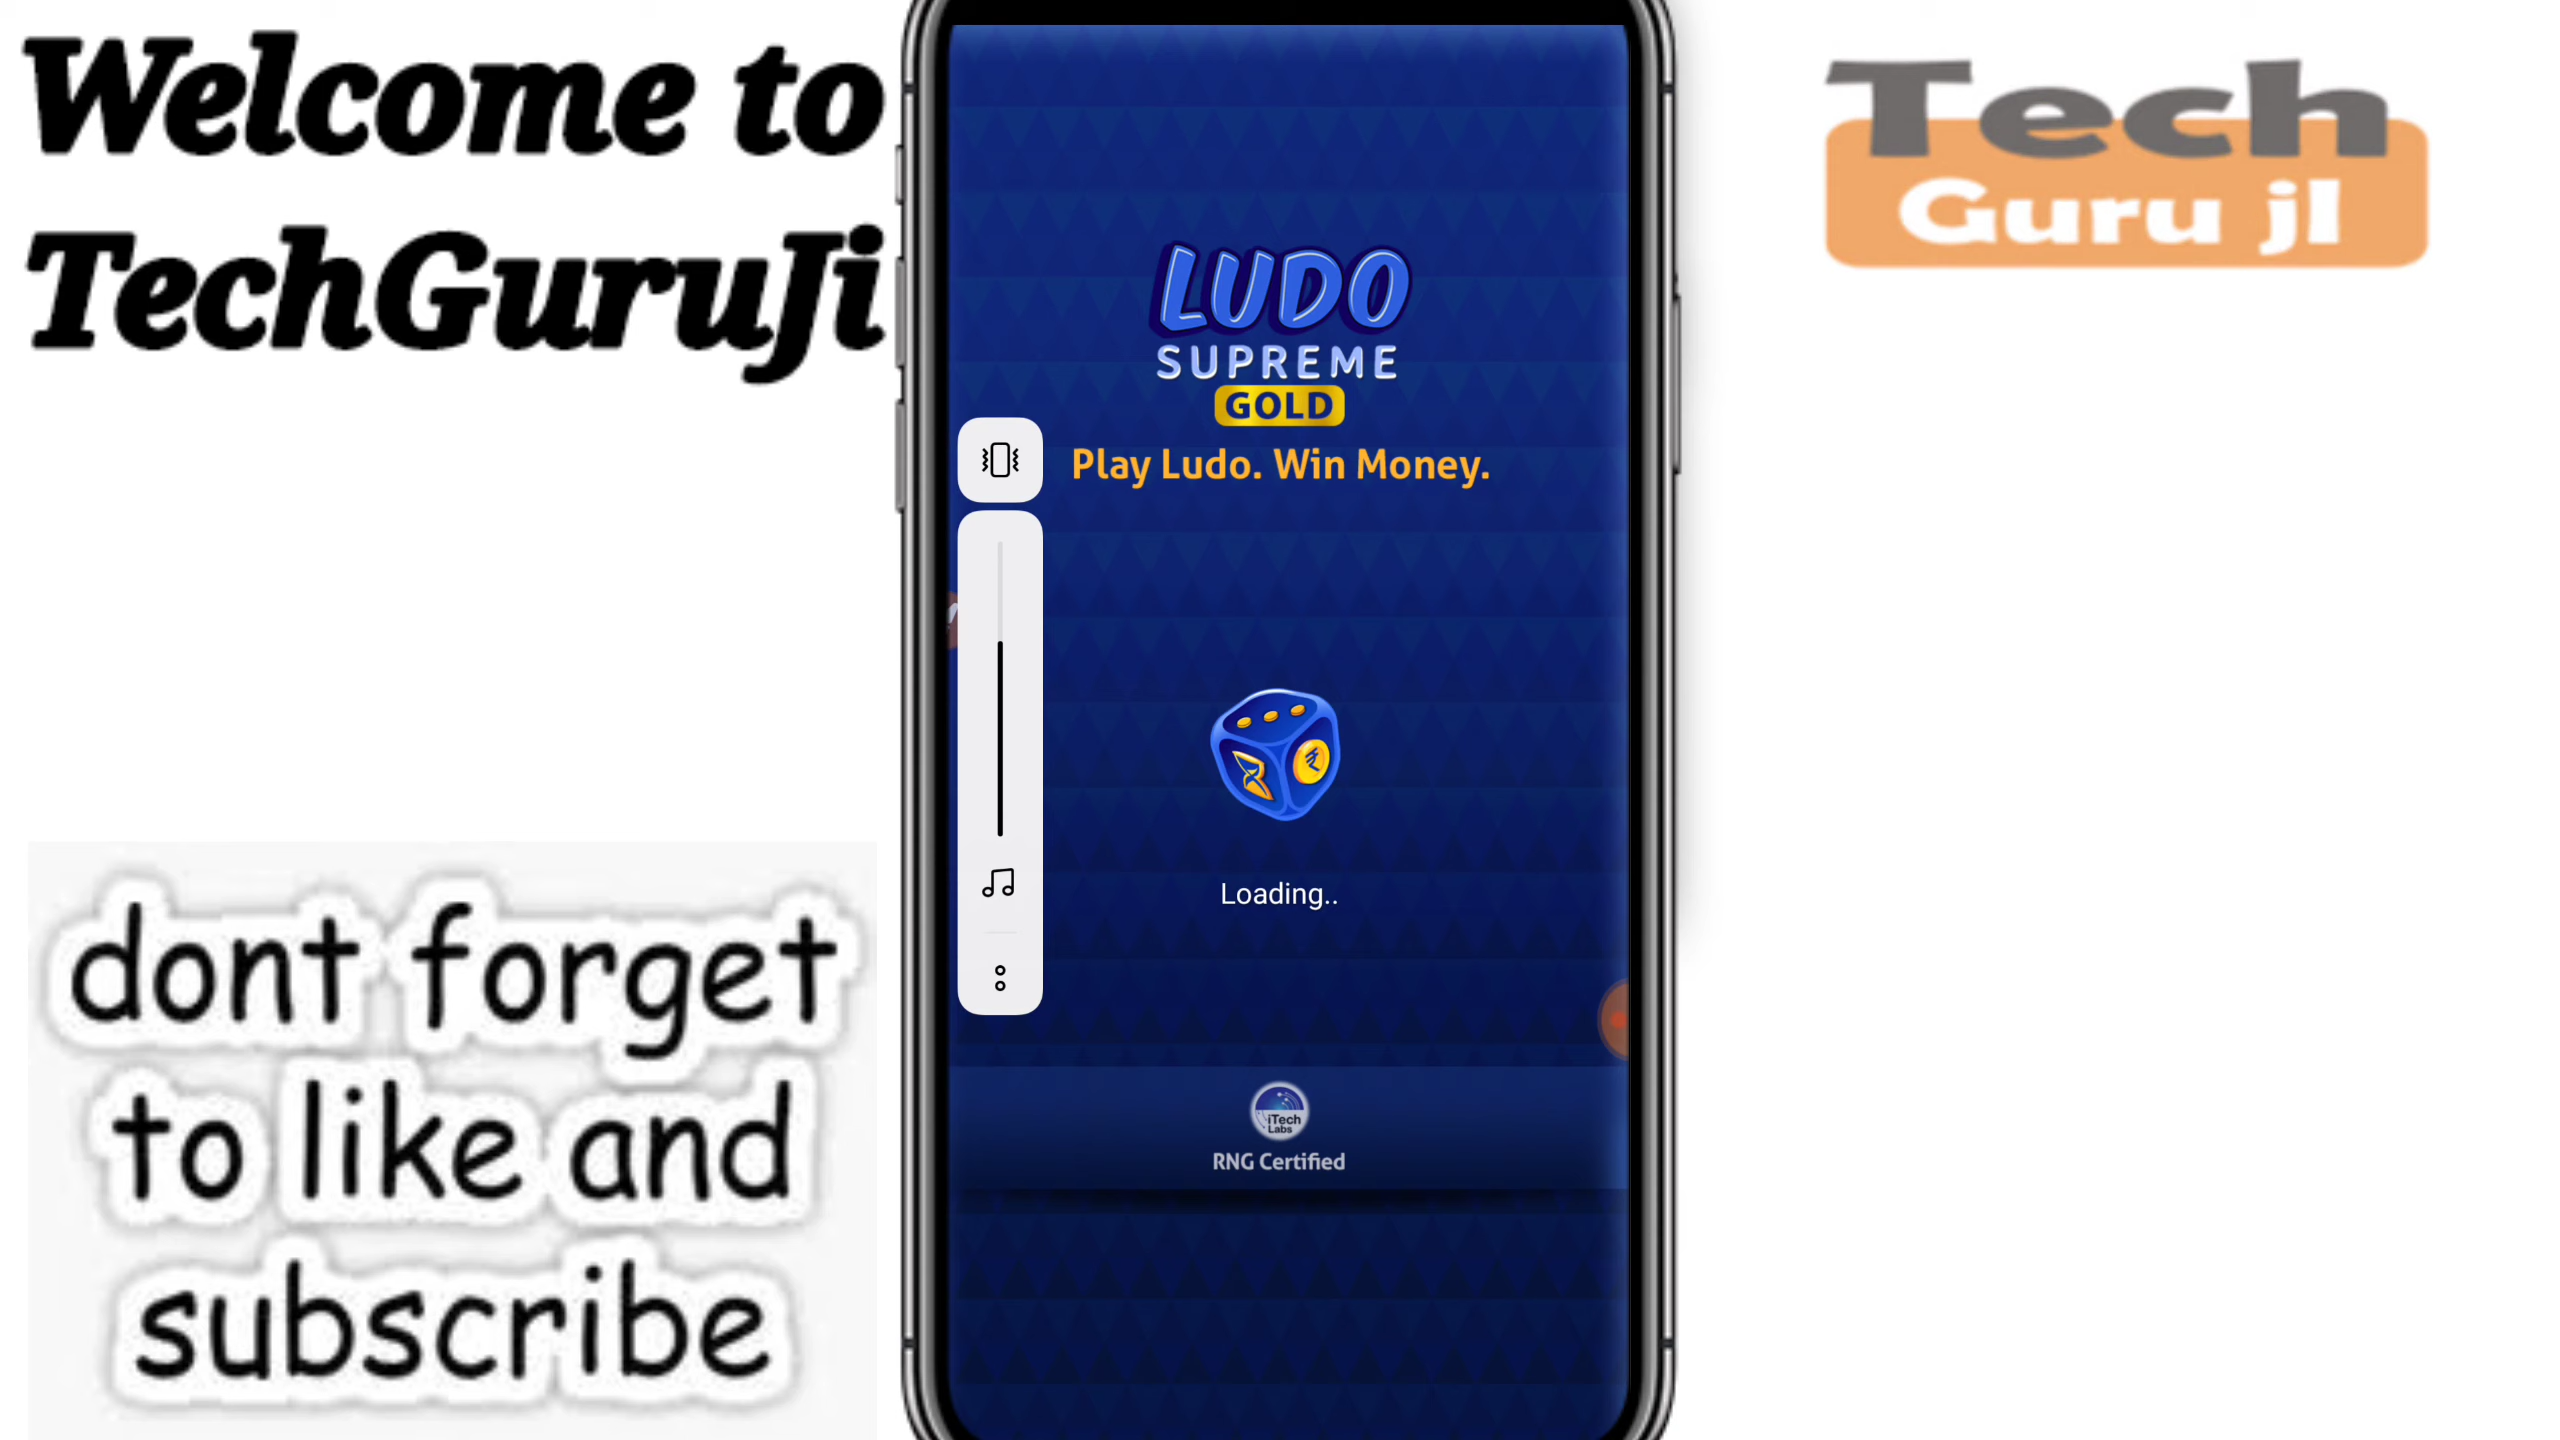 Welcome to
TechGuruJi
Tech
Guru jI
LUDO
SUPREME
GOLD
Play Ludo. Win Money.
Loading..
iTech
Labs
RNG Certified
dont forget
to like and
subscribe